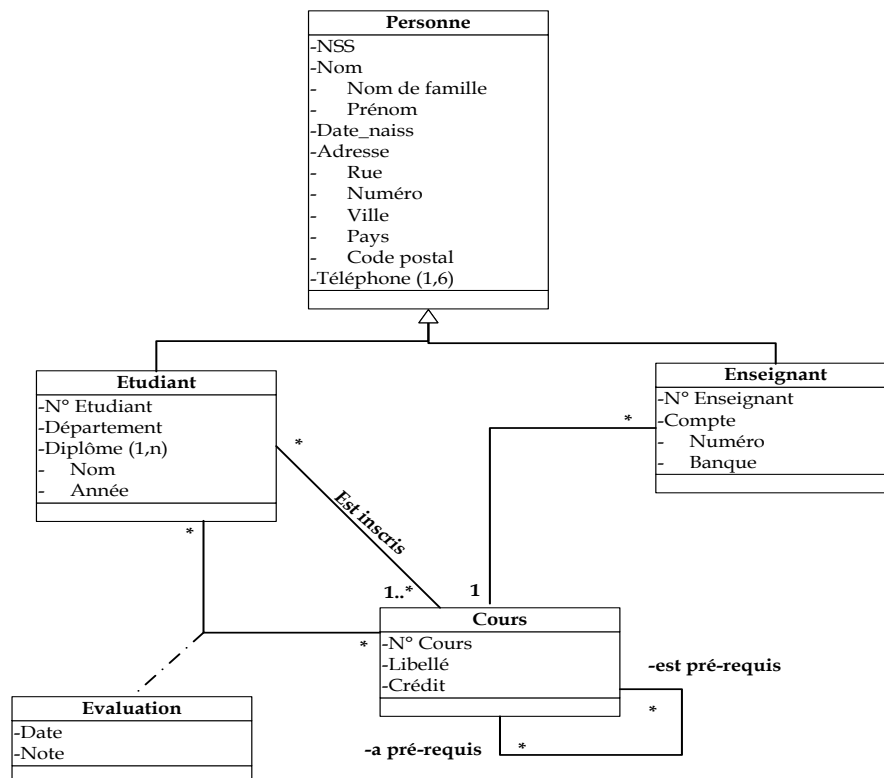 Personne
-NSS
-Nom
- Nom de famille
- Prénom
-Date_naiss
-Adresse
- Rue
- Numéro
- Ville
- Pays
- Code postal
-Téléphone (1,6)
Etudiant
-N° Etudiant
-Département
-Diplôme (1,n)
- Nom
- Année
Enseignant
-N° Enseignant
-Compte
- Numéro
- Banque
*
*
*
Est inscris
1..*
1
Cours
-N° Cours
-Libellé
-Crédit
*
-est pré-requis
*
-a pré-requis
*
Evaluation
-Date
-Note